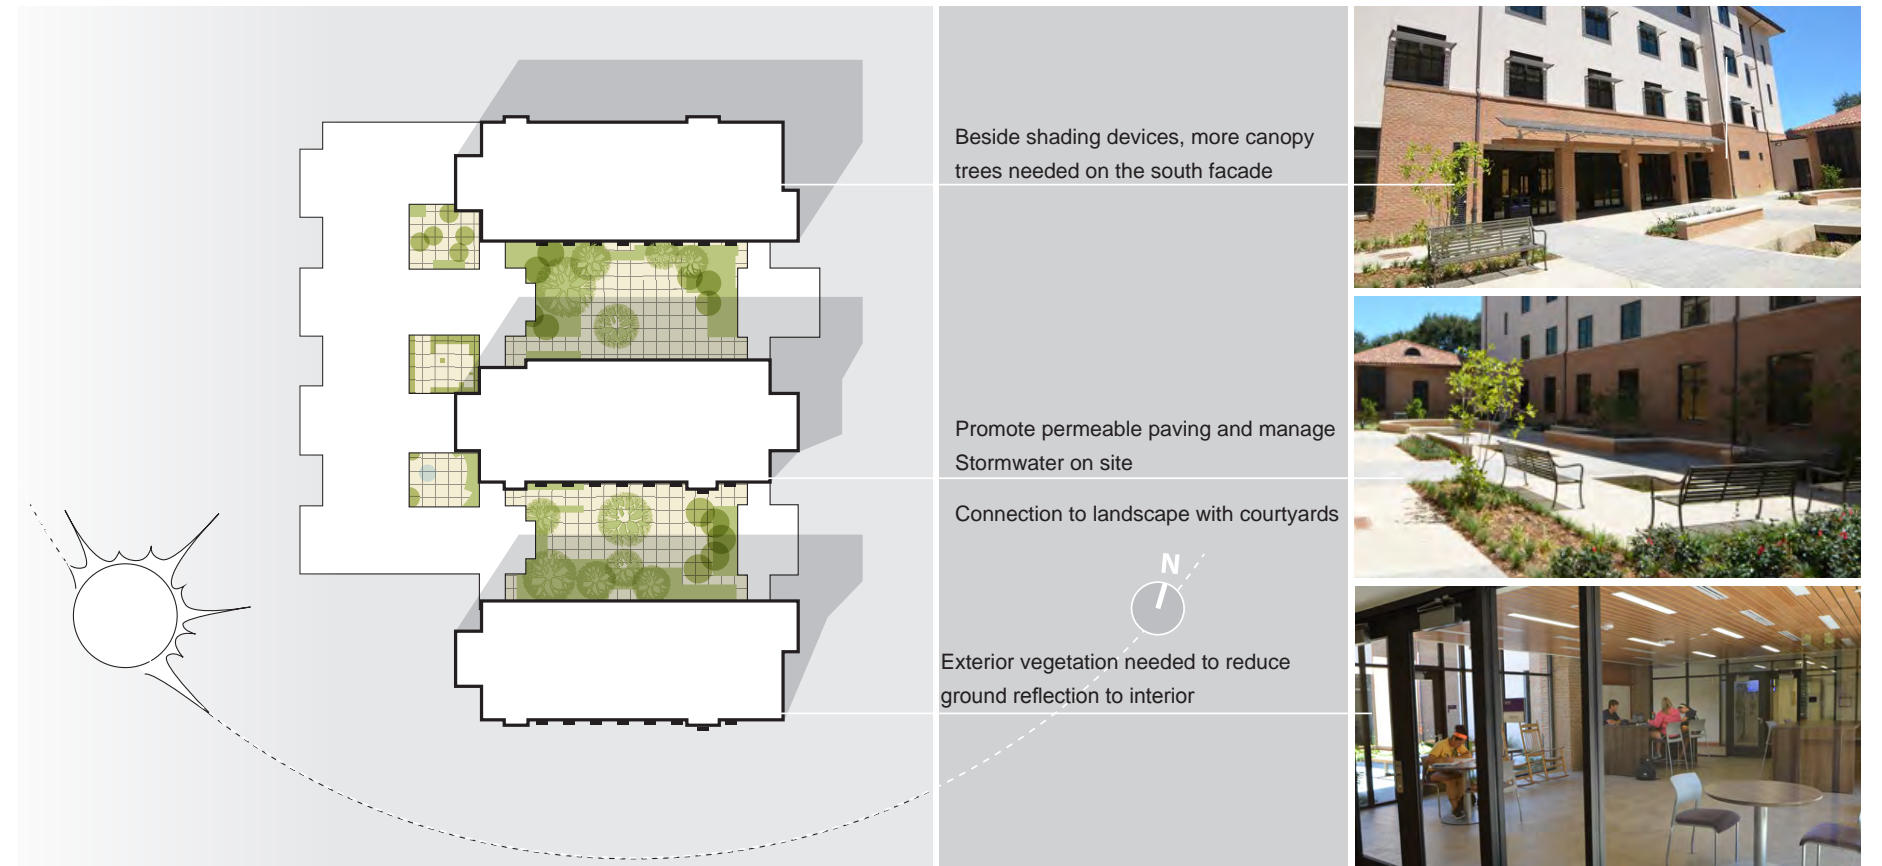 Beside shading devices, more canopy
trees needed on the south facade
Promote permeable paving and manage
Stormwater on site
Connection to landscape with courtyards
N
Exterior vegetation needed to reduce
ground reflection to interior